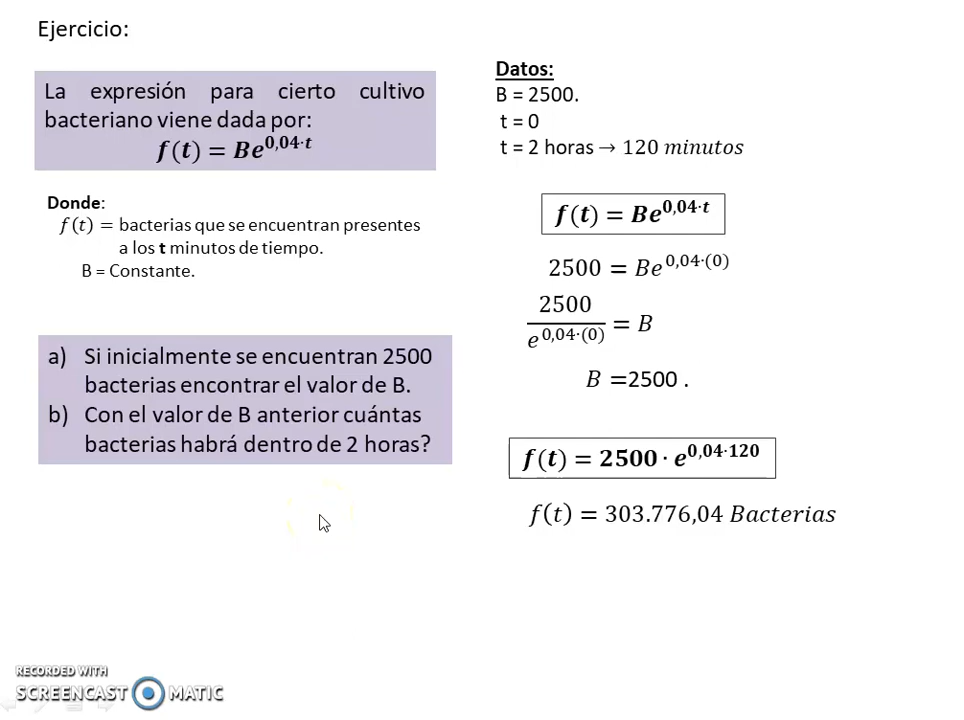 Ejercicio:
La expresión para cierto cultivo
bacteriano viene dada por:
f(t) = Be^{0,04·t}
Donde:
f(t) = bacterias que se encuentran presentes
a los t minutos de tiempo.
B = Constante.
a) Si inicialmente se encuentran 2500
bacterias encontrar el valor de B.
b) Con el valor de B anterior cuántas
bacterias habrá dentro de 2 horas?
Datos:
B = 2500.
t = 0
t = 2 horas → 120 minutos
f(t) = Be^{0,04·t}
2500 = Be^{0,04·(0)}
2500
e^{0,04·(0)} = B
B =2500 .
f(t) = 2500 · e^{0,04·120}
f(t) = 303.776,04 Bacterias
RECORDED WITH
SCREENCAST MATIC